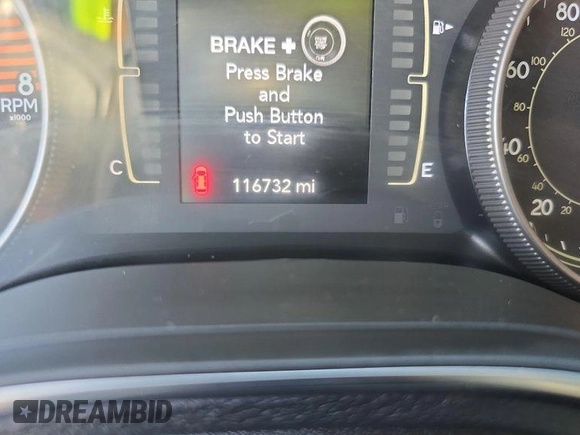 BRAKE +
Press Brake
and
Push Button
to Start
116732 mi
C
E
8
RPM
x1000
80
60
40
20
120
100
DREAMBID